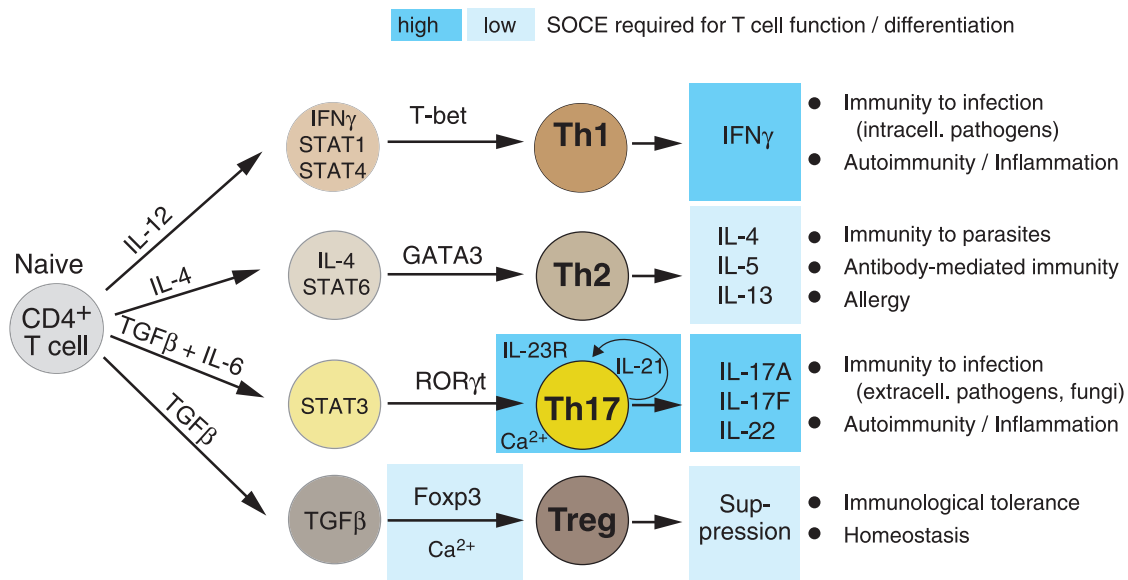 high low SOCE required for T cell function / differentiation
Naive
CD4+
T cell
IL-12
IL-4
TGFβ + IL-6
TGFβ
IFNγ
STAT1
STAT4
T-bet
Th1
IFNγ
● Immunity to infection
(intracell. pathogens)
● Autoimmunity / Inflammation
IL-4
STAT6
GATA3
Th2
IL-4
IL-5
IL-13
● Immunity to parasites
● Antibody-mediated immunity
● Allergy
STAT3
RORγt
IL-23R
IL-21
Th17
Ca2+
IL-17A
IL-17F
IL-22
● Immunity to infection
(extracell. pathogens, fungi)
● Autoimmunity / Inflammation
TGFβ
Foxp3
Ca2+
Treg
Sup-
pression
● Immunological tolerance
● Homeostasis